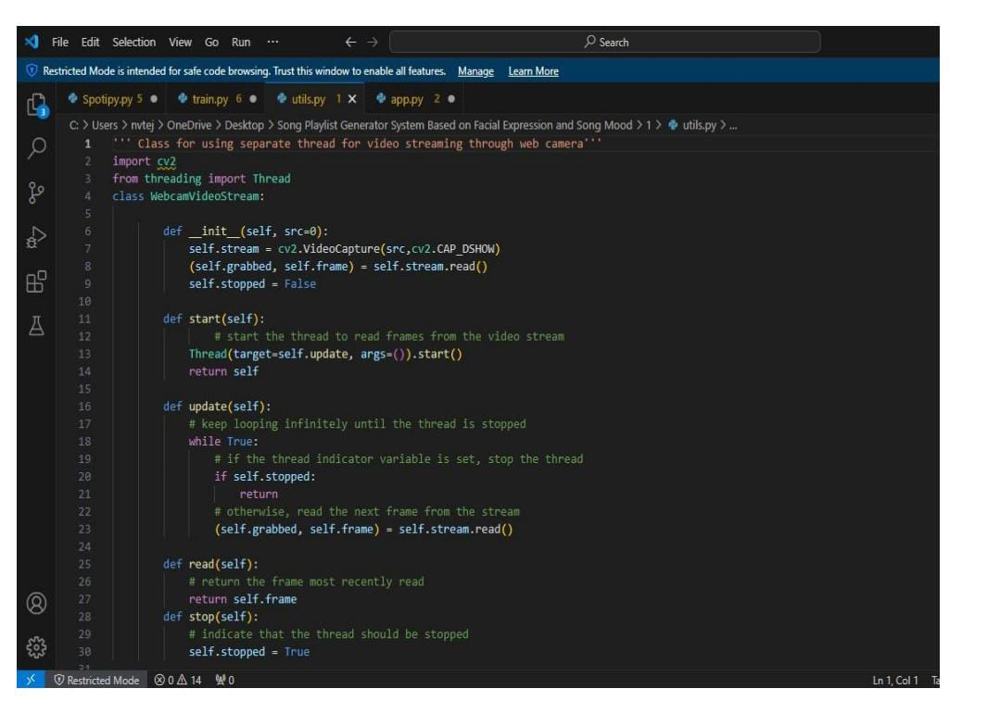 File Edit Selection View Go Run ··· ← → Search
Restricted Mode is intended for safe code browsing. Trust this window to enable all features. Manage Learn More
Spotipy.py 5 ● train.py 6 ● utils.py 1 × app.py 2 ●
C: > Users > nvtej > OneDrive > Desktop > Song Playlist Generator System Based on Facial Expression and Song Mood > 1 > utils.py > ...
1 ''' Class for using separate thread for video streaming through web camera'''
2 import cv2
3 from threading import Thread
4 class WebcamVideoStream:
5
6 def __init__(self, src=0):
7 self.stream = cv2.VideoCapture(src,cv2.CAP_DSHOW)
8 (self.grabbed, self.frame) = self.stream.read()
9 self.stopped = False
10
11 def start(self):
12 # start the thread to read frames from the video stream
13 Thread(target=self.update, args=()).start()
14 return self
15
16 def update(self):
17 # keep looping infinitely until the thread is stopped
18 while True:
19 # if the thread indicator variable is set, stop the thread
20 if self.stopped:
21 return
22 # otherwise, read the next frame from the stream
23 (self.grabbed, self.frame) = self.stream.read()
24
25 def read(self):
26 # return the frame most recently read
27 return self.frame
28 def stop(self):
29 # indicate that the thread should be stopped
30 self.stopped = True
31
3
Restricted Mode 0 14 0 Ln 1, Col 1